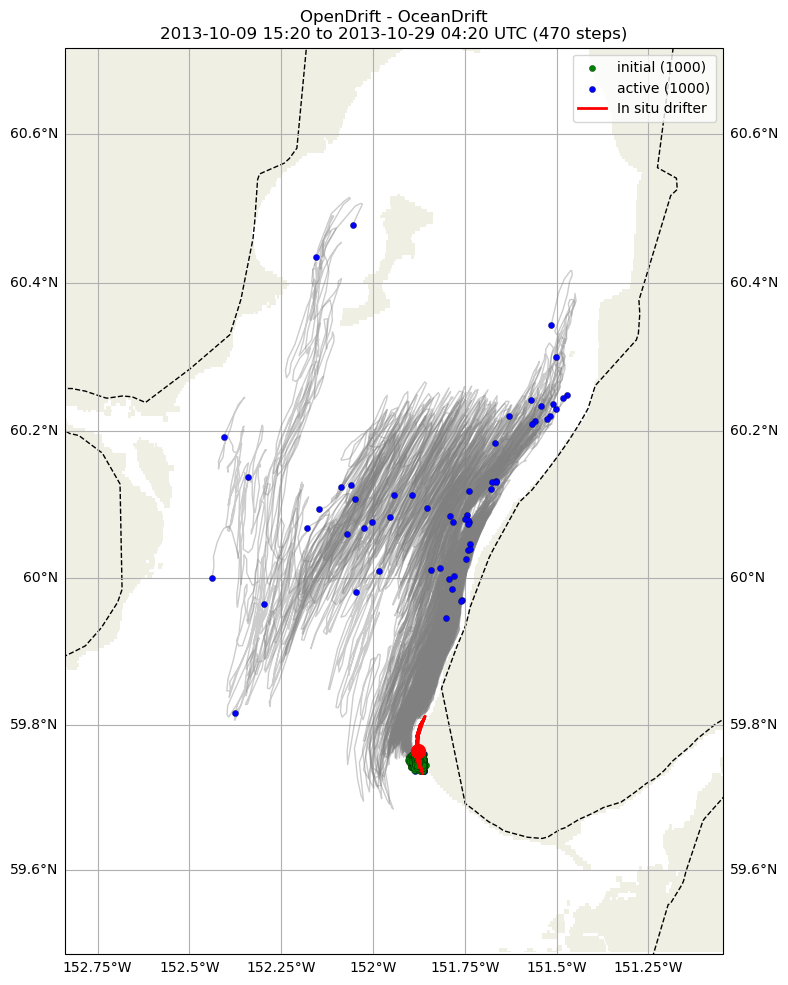 OpenDrift - OceanDrift
2013-10-09 15:20 to 2013-10-29 04:20 UTC (470 steps)
initial (1000)
active (1000)
In situ drifter
60.6°N
60.6°N
60.4°N
60.4°N
60.2°N
60.2°N
60°N
60°N
59.8°N
59.8°N
59.6°N
59.6°N
152.75°W 152.5°W 152.25°W 152°W 151.75°W 151.5°W 151.25°W